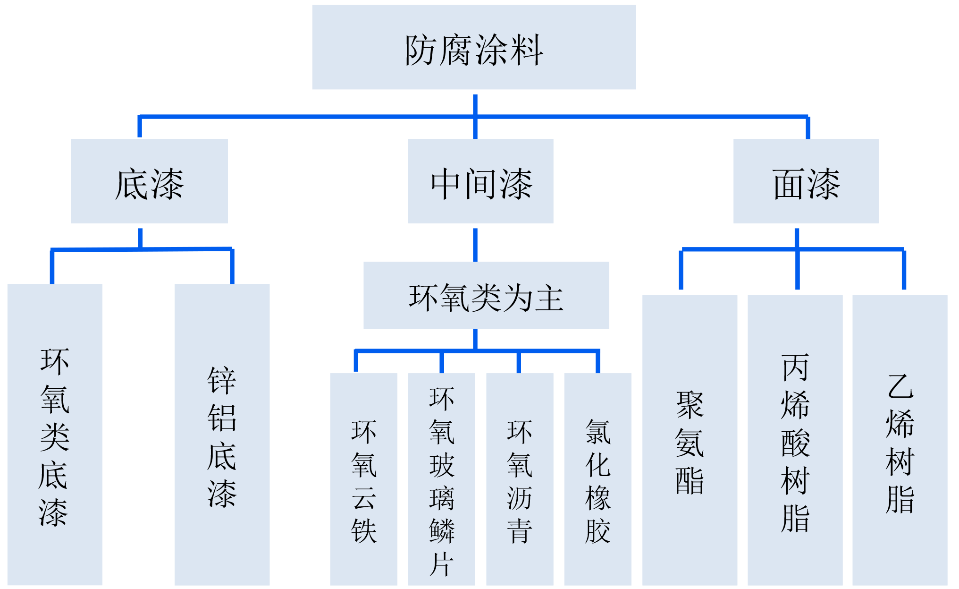 防腐涂料
底漆
中间漆
面漆
环氧类为主
环氧类底漆
锌铝底漆
环氧云铁
环氧玻璃鳞片
环氧沥青
氯化橡胶
聚氨酯
丙烯酸树脂
乙烯树脂